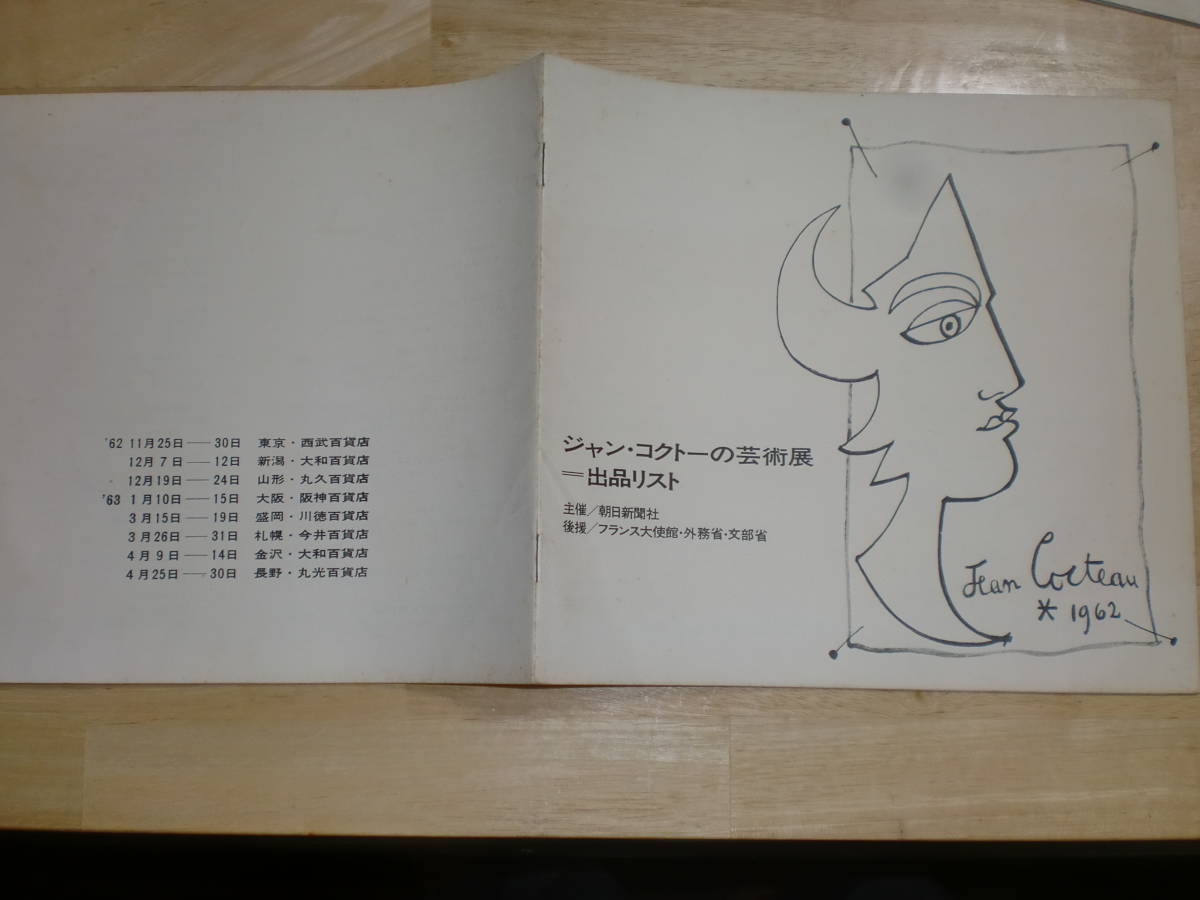 '62 11月25日——30日 東京・西武百貨店
12月7日——12日 新潟・大和百貨店
12月19日——24日 山形・丸久百貨店
'63 1月10日——15日 大阪・阪神百貨店
3月15日——19日 盛岡・川徳百貨店
3月26日——31日 札幌・今井百貨店
4月9日——14日 金沢・大和百貨店
4月25日——30日 長野・丸光百貨店
ジャン・コクトーの芸術展
=出品リスト
主催/朝日新聞社
後援/フランス大使館・外務省・文部省
Jean Cocteau
* 1962